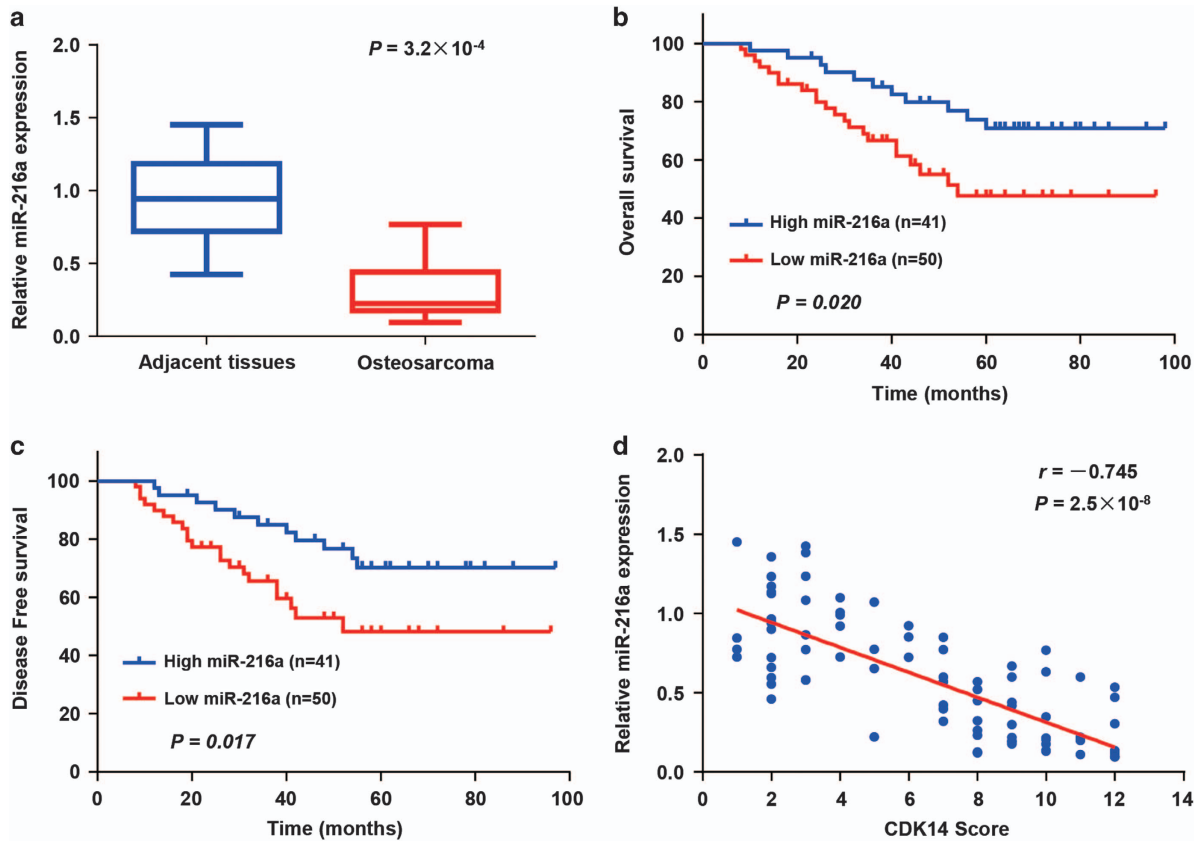 a
Relative miR-216a expression
2.0
1.5
1.0
0.5
0.0
P = 3.2×10-4
Adjacent tissues
Osteosarcoma
b
Overall survival
100
80
60
40
20
0
High miR-216a (n=41)
Low miR-216a (n=50)
P = 0.020
0 20 40 60 80 100
Time (months)
c
Disease Free survival
100
80
60
40
20
0
High miR-216a (n=41)
Low miR-216a (n=50)
P = 0.017
0 20 40 60 80 100
Time (months)
d
Relative miR-216a expression
2.0
1.5
1.0
0.5
0.0
r = −0.745
P = 2.5×10-8
0 2 4 6 8 10 12 14
CDK14 Score